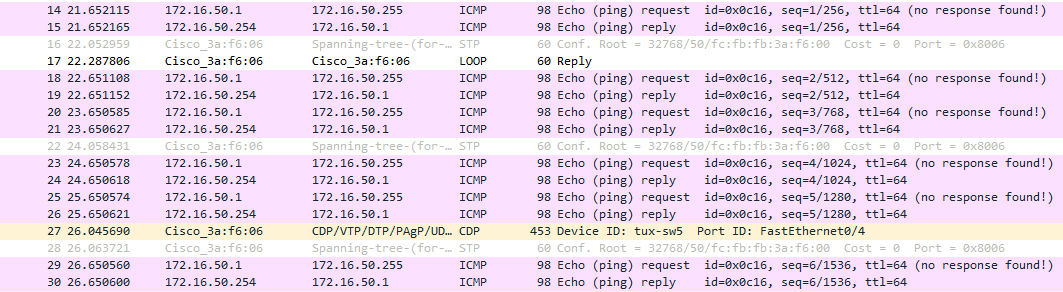 14 21.652115 172.16.50.1 172.16.50.255 ICMP 98 Echo (ping) request id=0x0c16, seq=1/256, ttl=64 (no response found!)
15 21.652165 172.16.50.254 172.16.50.1 ICMP 98 Echo (ping) reply id=0x0c16, seq=1/256, ttl=64
16 22.052959 Cisco_3a:f6:06 Spanning-tree-(for-… STP 60 Conf. Root = 32768/50/fc:fb:fb:3a:f6:00 Cost = 0 Port = 0x8006
17 22.287806 Cisco_3a:f6:06 Cisco_3a:f6:06 LOOP 60 Reply
18 22.651108 172.16.50.1 172.16.50.255 ICMP 98 Echo (ping) request id=0x0c16, seq=2/512, ttl=64 (no response found!)
19 22.651152 172.16.50.254 172.16.50.1 ICMP 98 Echo (ping) reply id=0x0c16, seq=2/512, ttl=64
20 23.650585 172.16.50.1 172.16.50.255 ICMP 98 Echo (ping) request id=0x0c16, seq=3/768, ttl=64 (no response found!)
21 23.650627 172.16.50.254 172.16.50.1 ICMP 98 Echo (ping) reply id=0x0c16, seq=3/768, ttl=64
22 24.058431 Cisco_3a:f6:06 Spanning-tree-(for-… STP 60 Conf. Root = 32768/50/fc:fb:fb:3a:f6:00 Cost = 0 Port = 0x8006
23 24.650578 172.16.50.1 172.16.50.255 ICMP 98 Echo (ping) request id=0x0c16, seq=4/1024, ttl=64 (no response found!)
24 24.650618 172.16.50.254 172.16.50.1 ICMP 98 Echo (ping) reply id=0x0c16, seq=4/1024, ttl=64
25 25.650574 172.16.50.1 172.16.50.255 ICMP 98 Echo (ping) request id=0x0c16, seq=5/1280, ttl=64 (no response found!)
26 25.650621 172.16.50.254 172.16.50.1 ICMP 98 Echo (ping) reply id=0x0c16, seq=5/1280, ttl=64
27 26.045690 Cisco_3a:f6:06 CDP/VTP/DTP/PAgP/UD… CDP 453 Device ID: tux-sw5 Port ID: FastEthernet0/4
28 26.063721 Cisco_3a:f6:06 Spanning-tree-(for-… STP 60 Conf. Root = 32768/50/fc:fb:fb:3a:f6:00 Cost = 0 Port = 0x8006
29 26.650560 172.16.50.1 172.16.50.255 ICMP 98 Echo (ping) request id=0x0c16, seq=6/1536, ttl=64 (no response found!)
30 26.650600 172.16.50.254 172.16.50.1 ICMP 98 Echo (ping) reply id=0x0c16, seq=6/1536, ttl=64